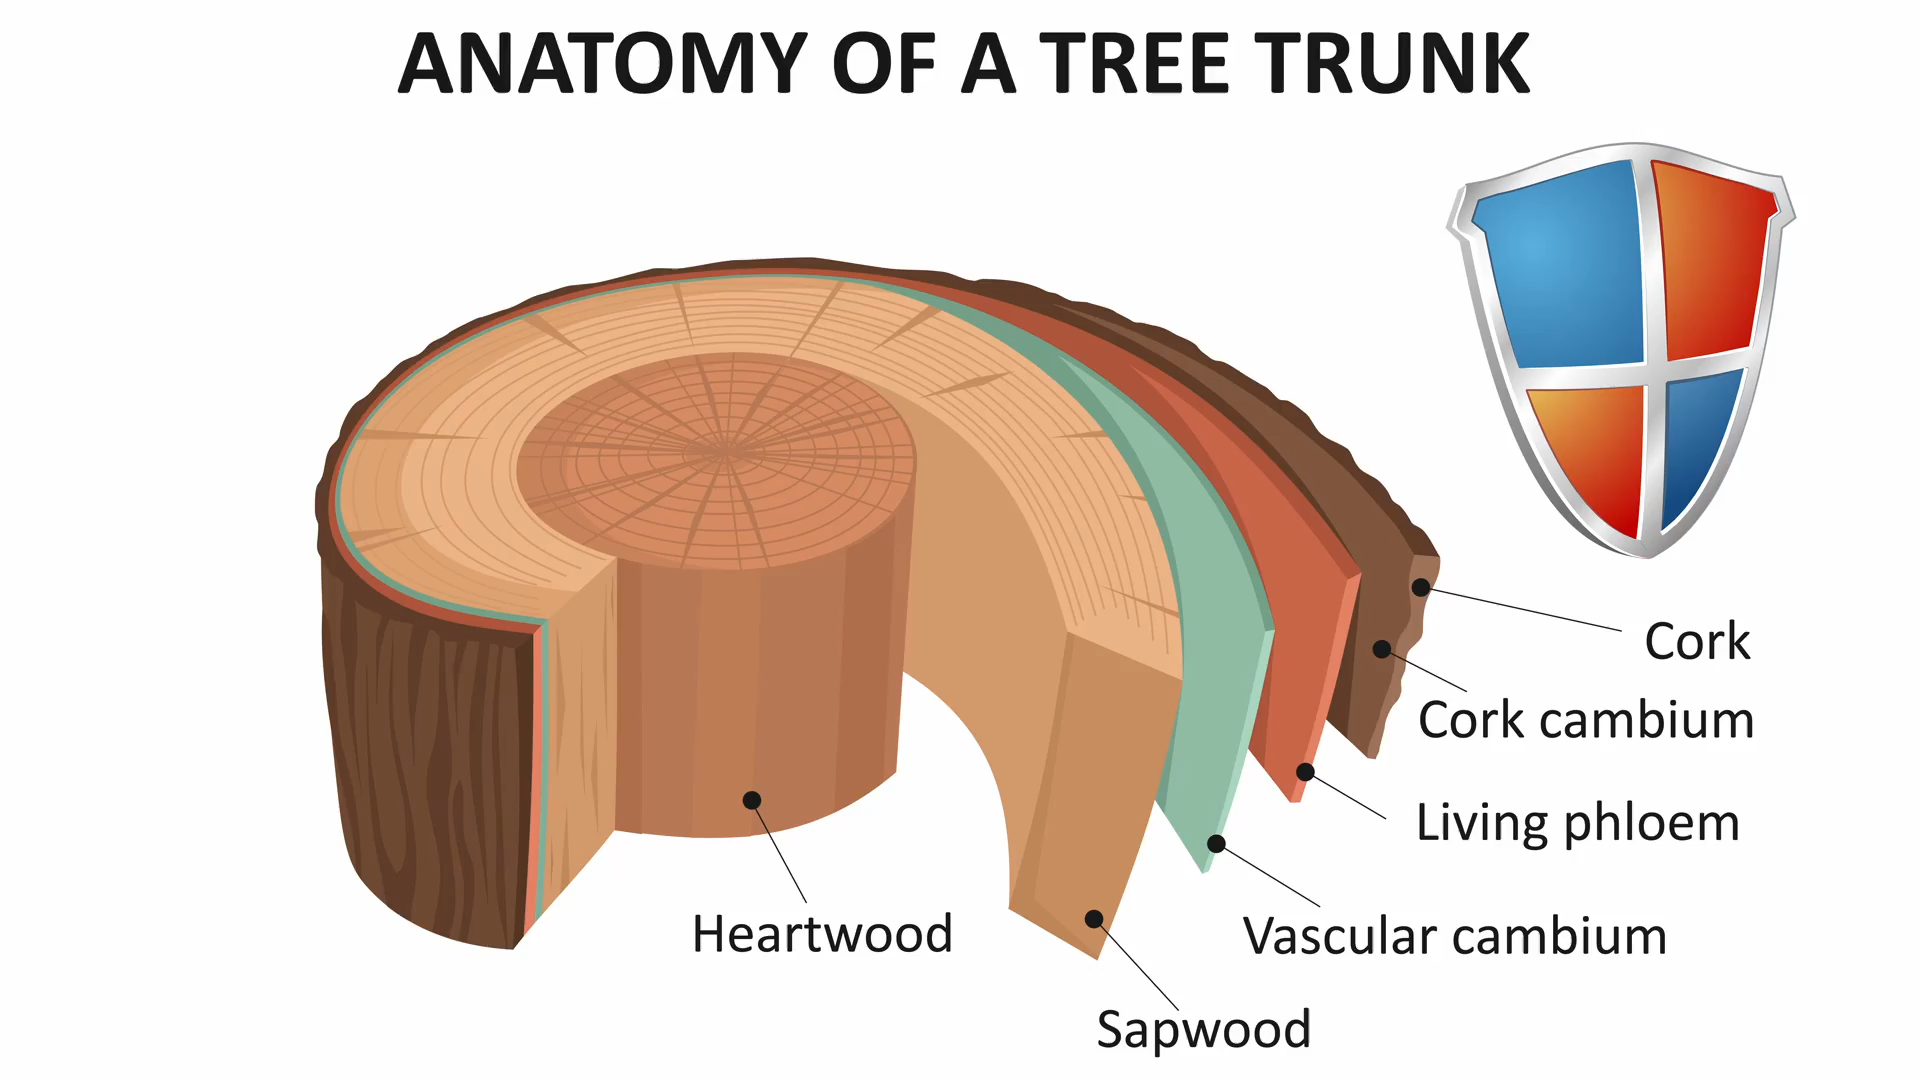 ANATOMY OF A TREE TRUNK
Cork
Cork cambium
Living phloem
Vascular cambium
Heartwood
Sapwood